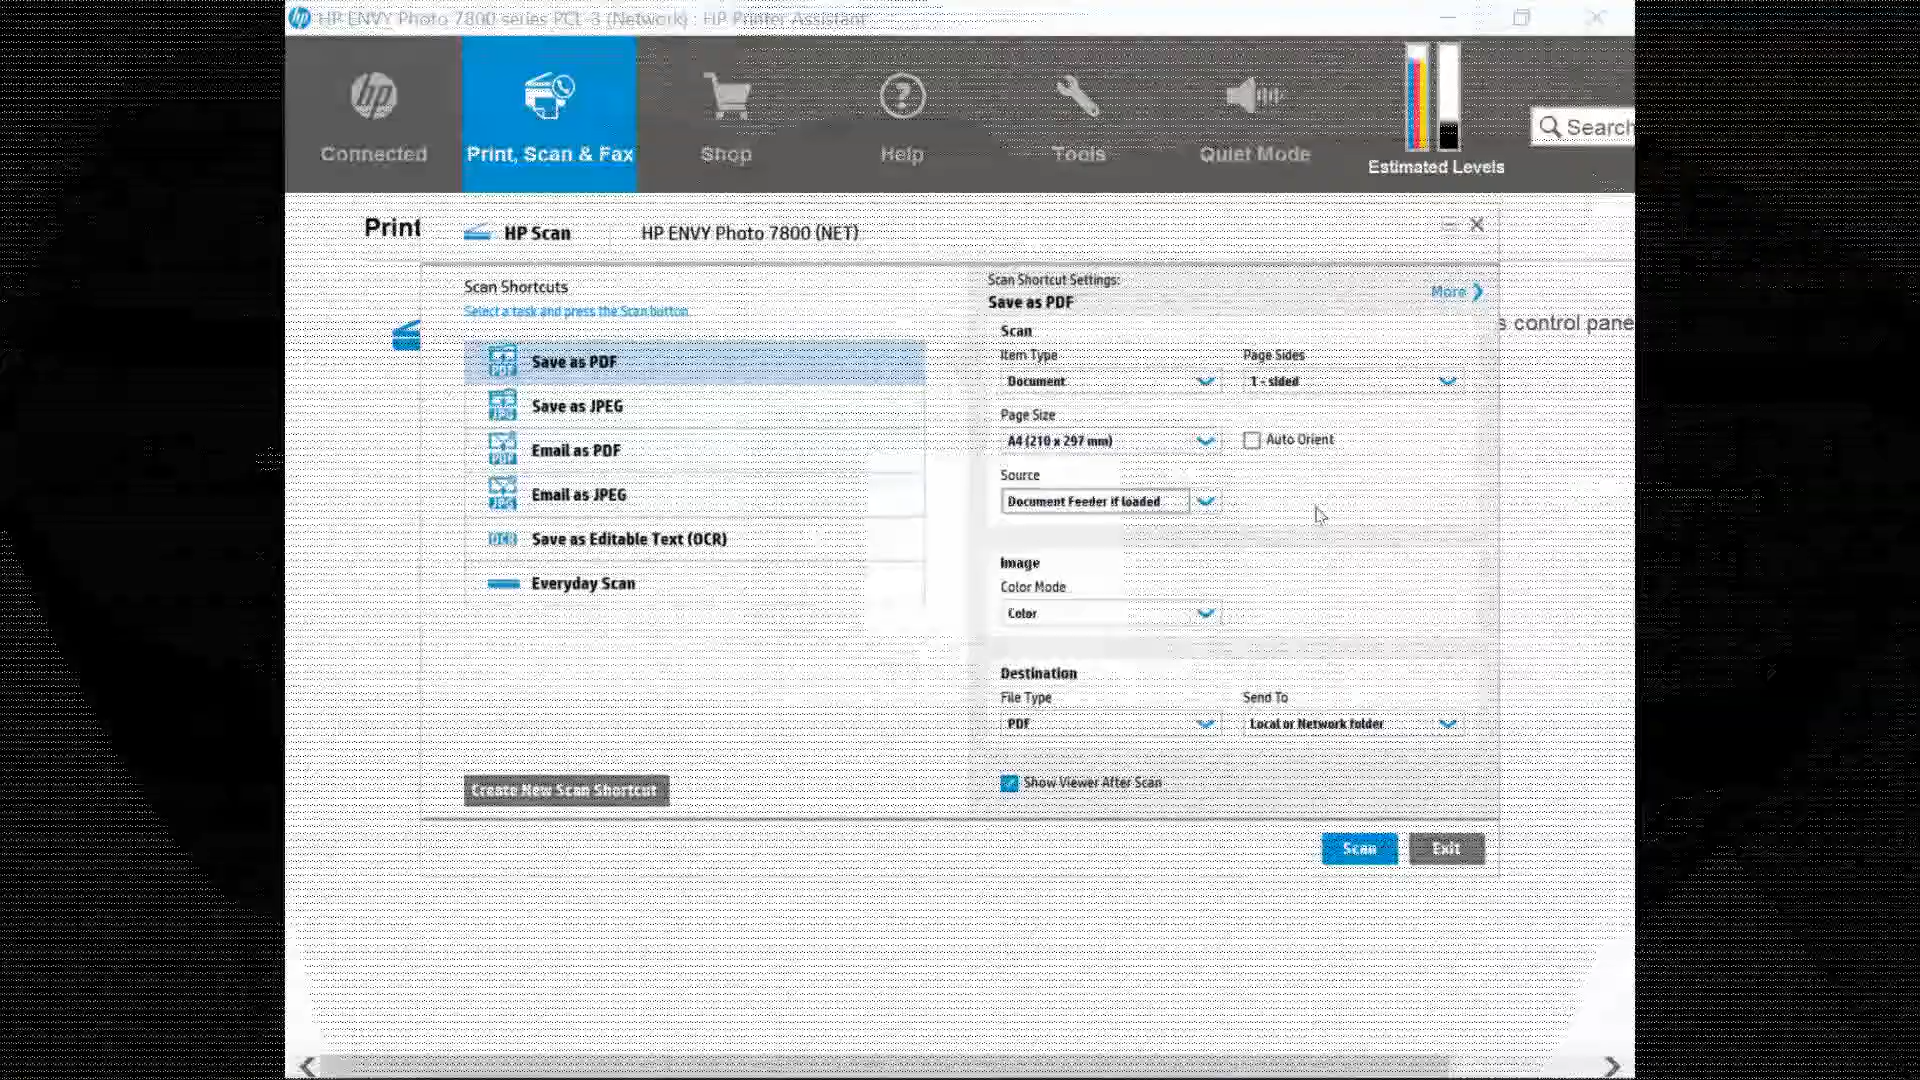 HP ENVY Photo 7800 series PCL-3 (Network) : HP Printer Assistant
Connected
Print, Scan & Fax
Shop
Help
Tools
Quiet Mode
Estimated Levels
Search
Print
HP Scan
HP ENVY Photo 7800 (NET)
Scan Shortcuts
Select a task and press the Scan button
Save as PDF
Save as JPEG
Email as PDF
Email as JPEG
Save as Editable Text (OCR)
Everyday Scan
Create New Scan Shortcut
Scan Shortcut Settings:
Save as PDF
More
Scan
Item Type
Page Sides
Document
1 - sided
Page Size
A4 (210 x 297 mm)
Auto Orient
Source
Document Feeder if loaded
Image
Color Mode
Color
Destination
File Type
Send To
PDF
Local or Network folder
Show Viewer After Scan
Scan
Exit
s control pane